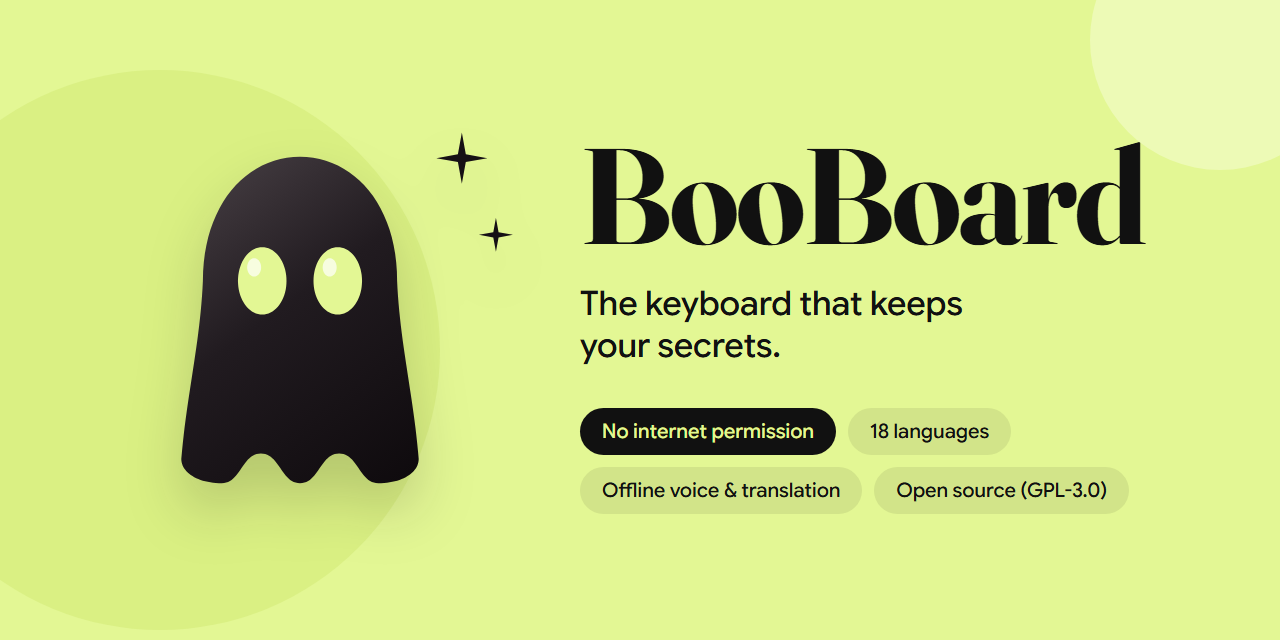 BooBoard
The keyboard that keeps
your secrets.
No internet permission
18 languages
Offline voice & translation
Open source (GPL-3.0)